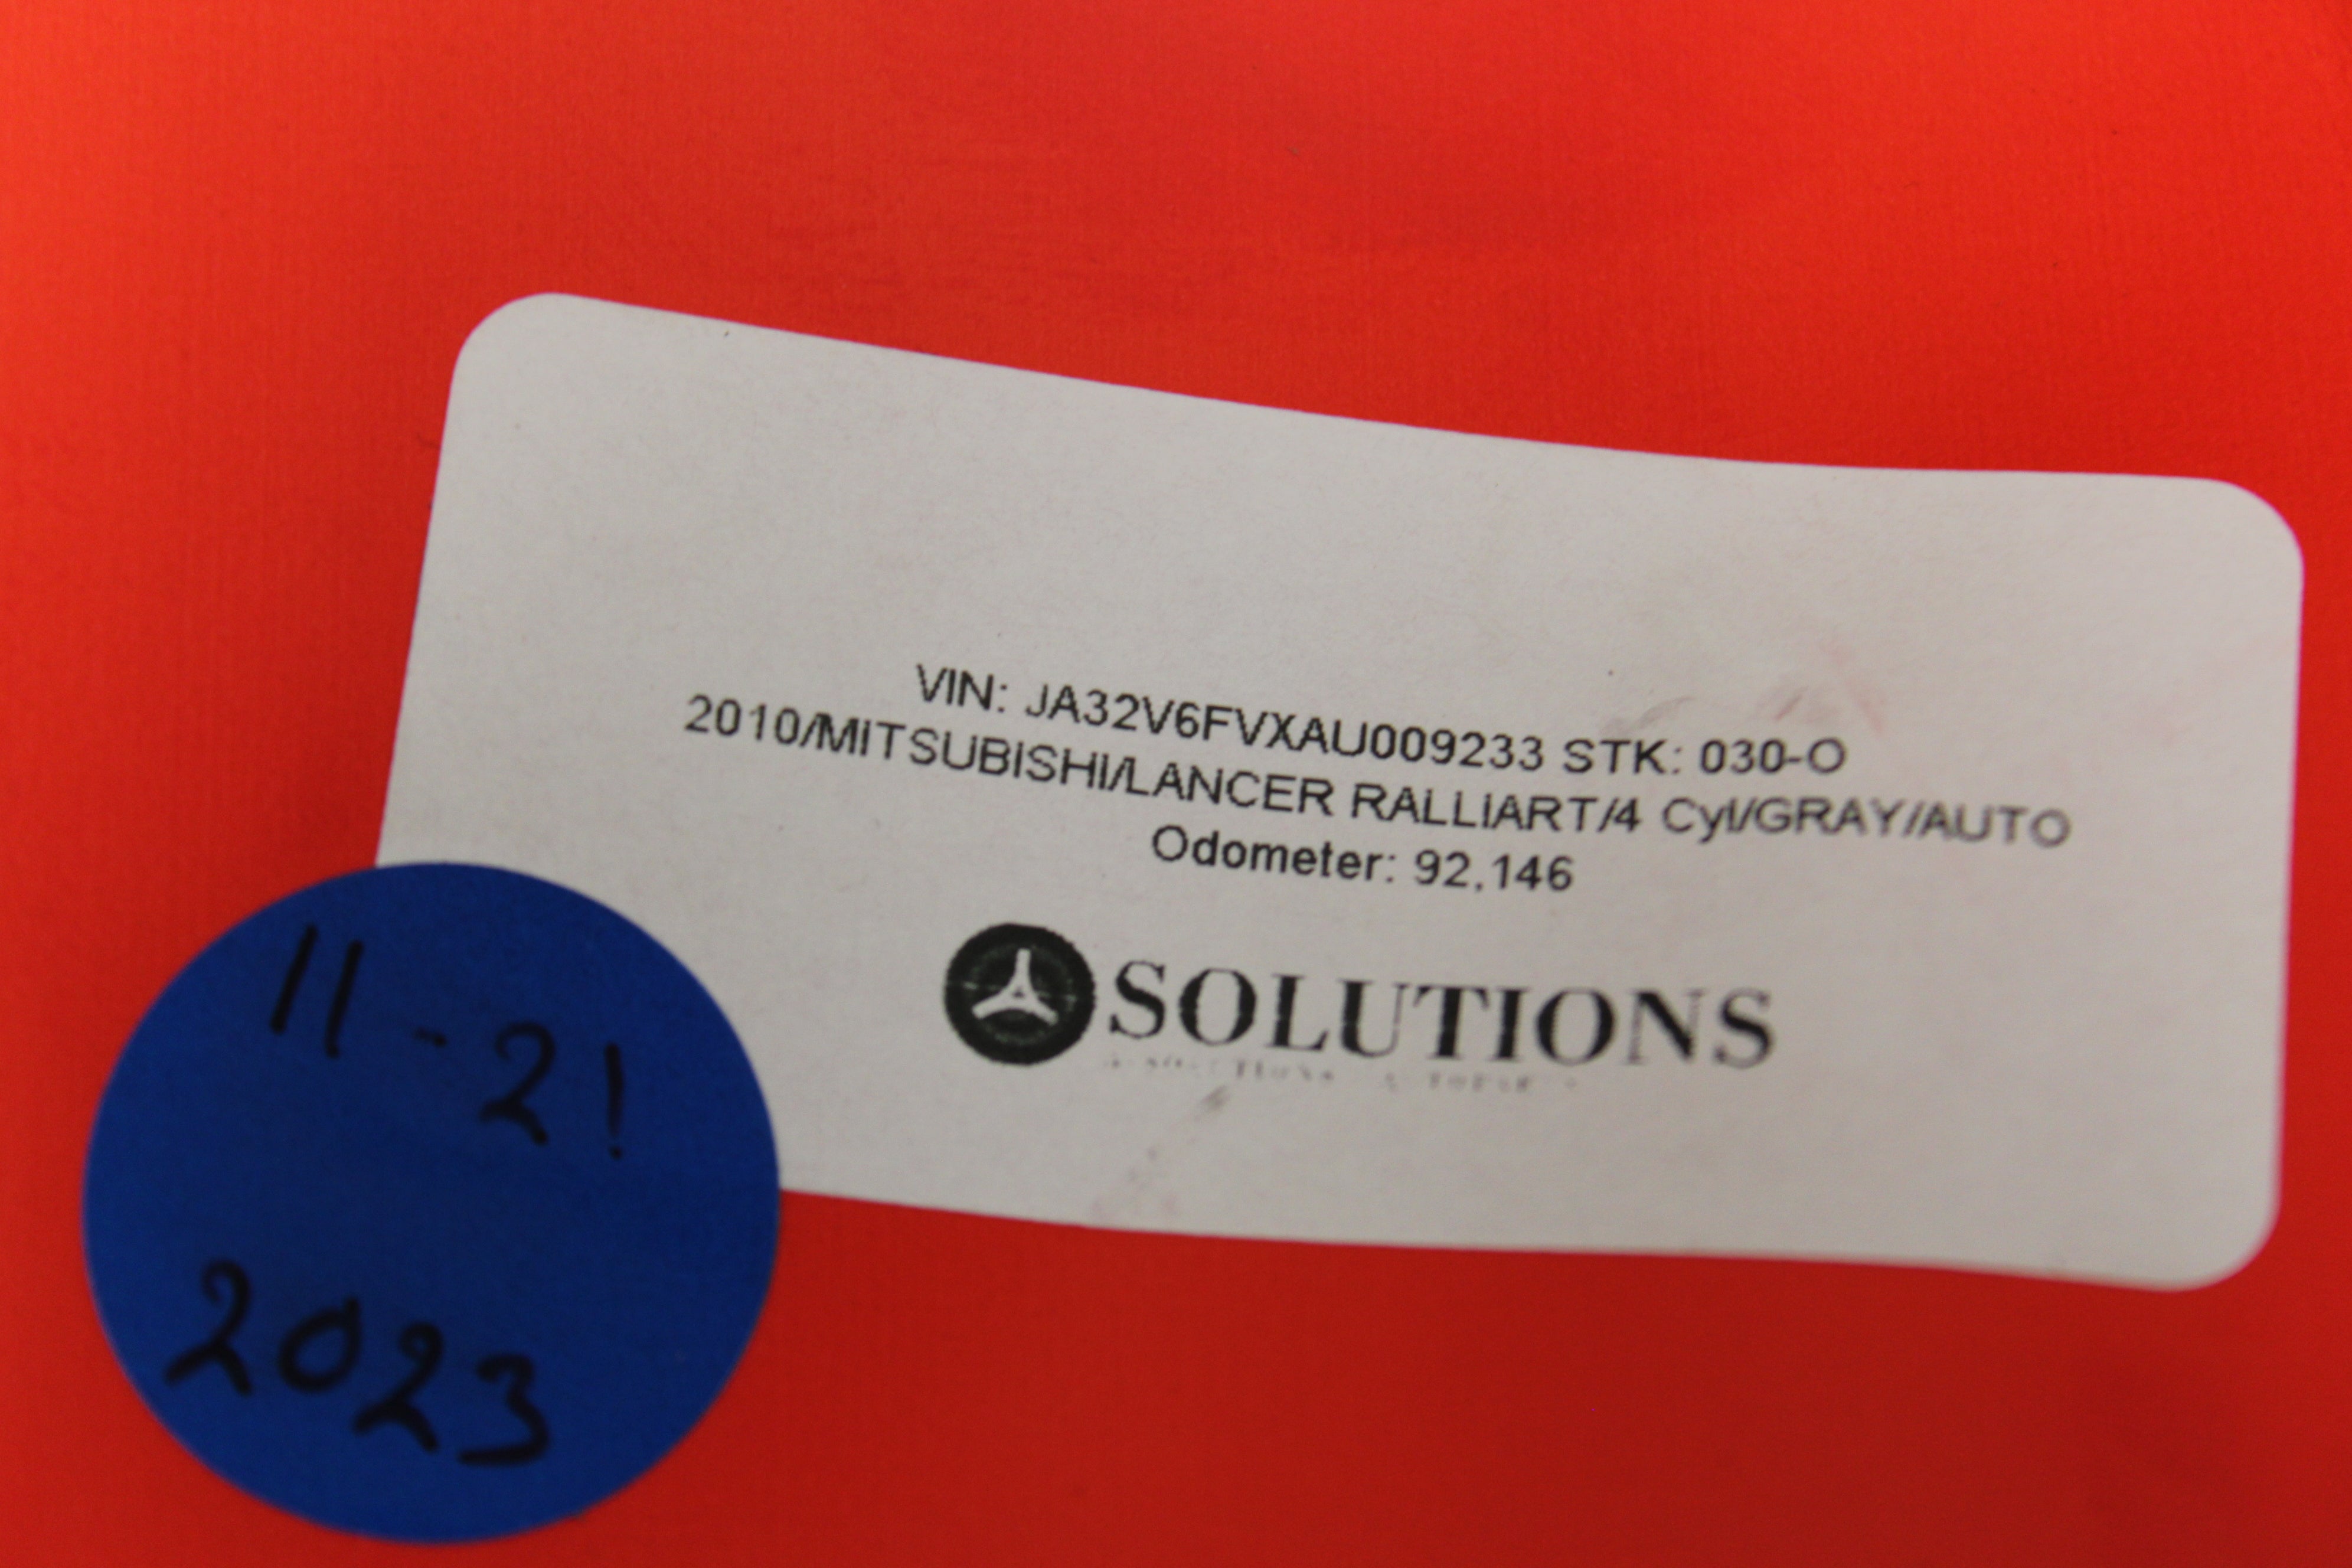 VIN: JA32V6FVXAU009233 STK: 030-O
2010/MITSUBISHI/LANCER RALLIART/4 Cyl/GRAY/AUTO
Odometer: 92,146
SOLUTIONS
11-21
2023